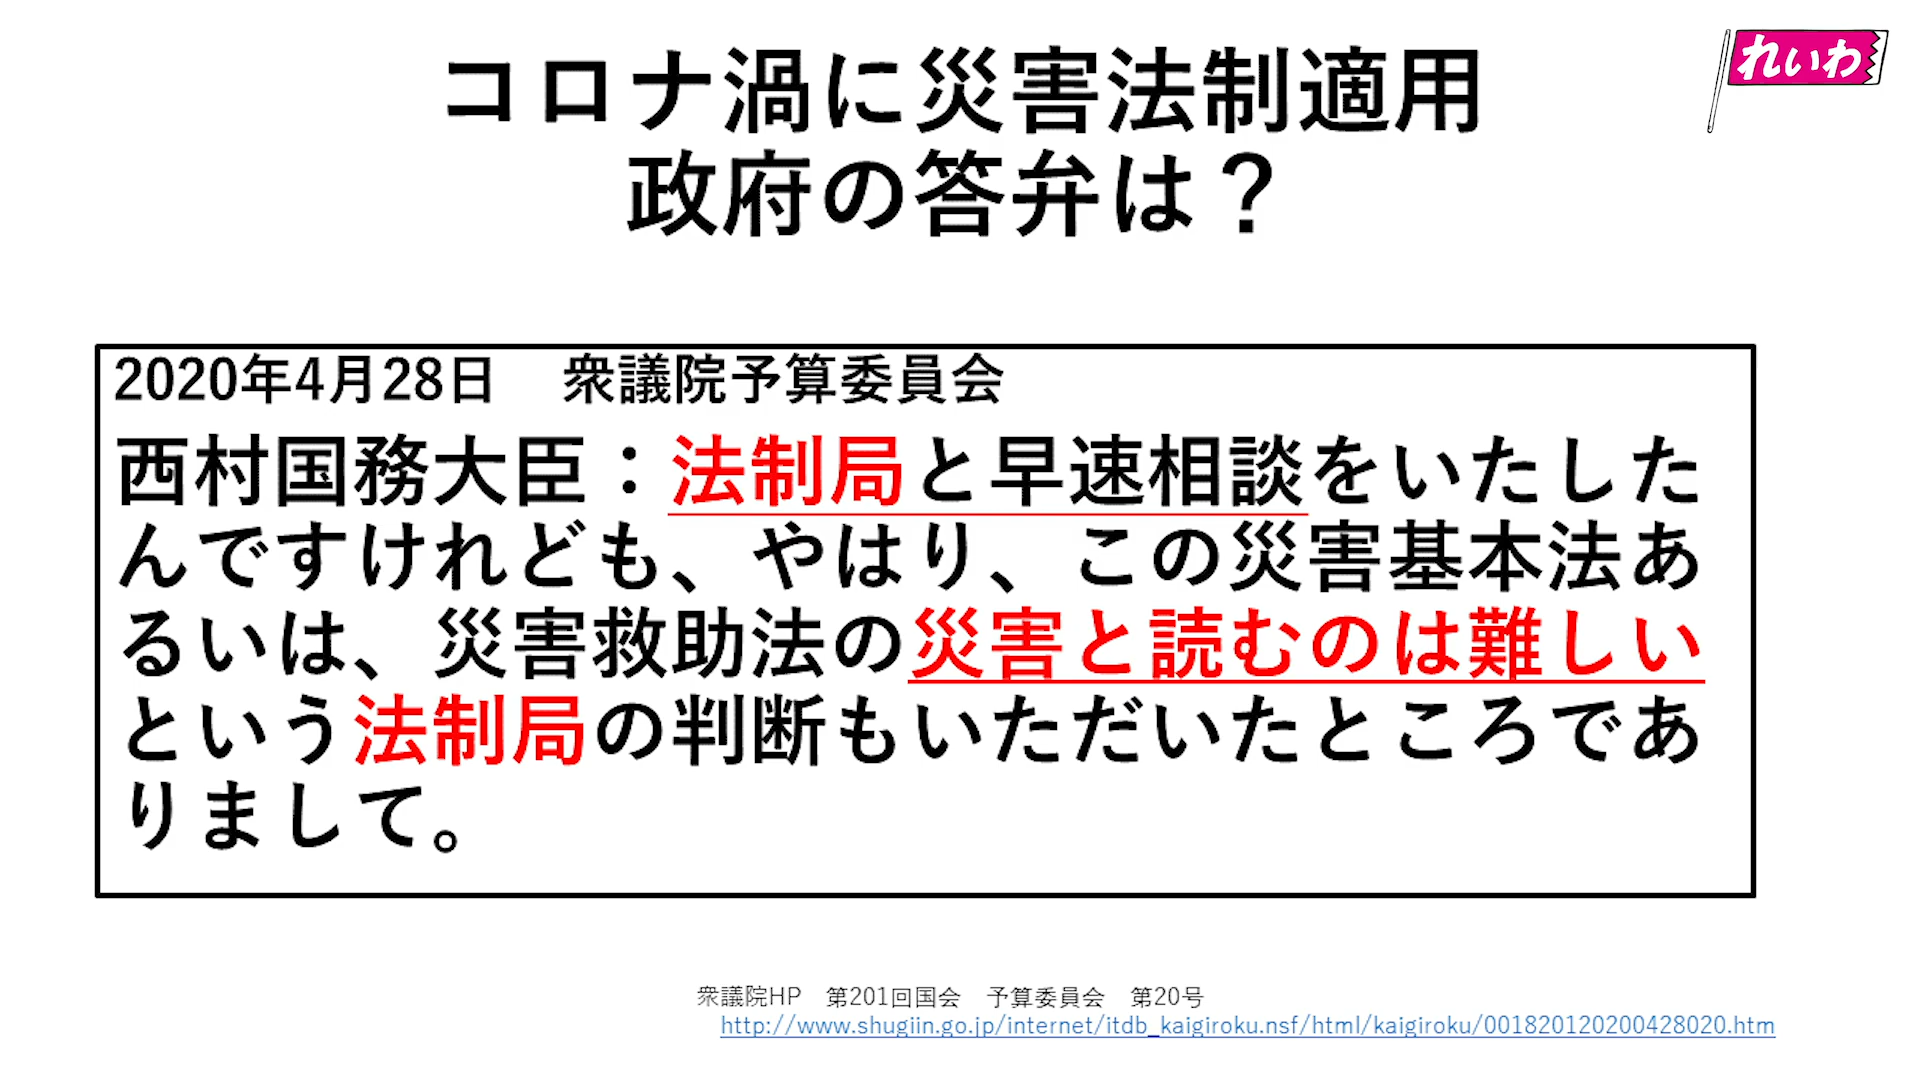 れいわ
コロナ渦に災害法制適用
政府の答弁は？
2020年4月28日　衆議院予算委員会
西村国務大臣：法制局と早速相談をいたした
んですけれども、やはり、この災害基本法あ
るいは、災害救助法の災害と読むのは難しい
という法制局の判断もいただいたところであ
りまして。
衆議院HP　第201回国会　予算委員会　第20号
http://www.shugiin.go.jp/internet/itdb_kaigiroku.nsf/html/kaigiroku/001820120200428020.htm